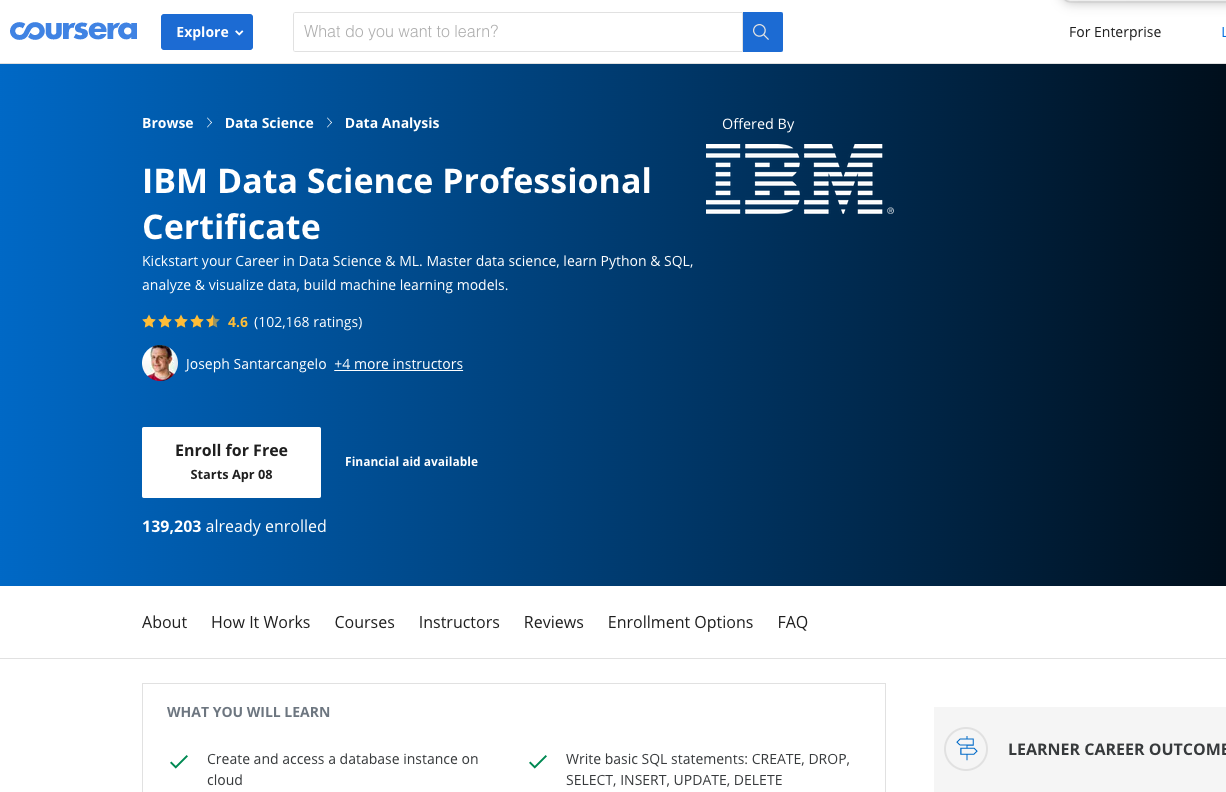 coursera
Explore
What do you want to learn?
For Enterprise
Browse
Data Science
Data Analysis
Offered By
IBM®
IBM Data Science Professional
Certificate
Kickstart your Career in Data Science & ML. Master data science, learn Python & SQL,
analyze & visualize data, build machine learning models.
4.6 (102,168 ratings)
Joseph Santarcangelo +4 more instructors
Enroll for Free
Starts Apr 08
Financial aid available
139,203 already enrolled
About How It Works Courses Instructors Reviews Enrollment Options FAQ
WHAT YOU WILL LEARN
Create and access a database instance on
cloud
Write basic SQL statements: CREATE, DROP,
SELECT, INSERT, UPDATE, DELETE
LEARNER CAREER